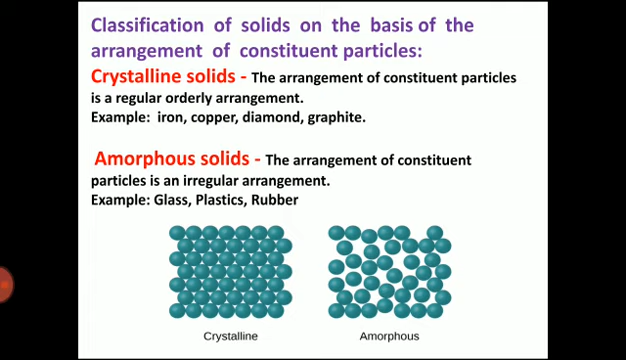 Classification of solids on the basis of the
arrangement of constituent particles:
Crystalline solids - The arrangement of constituent particles
is a regular orderly arrangement.
Example: iron, copper, diamond, graphite.
Amorphous solids - The arrangement of constituent
particles is an irregular arrangement.
Example: Glass, Plastics, Rubber
Crystalline
Amorphous